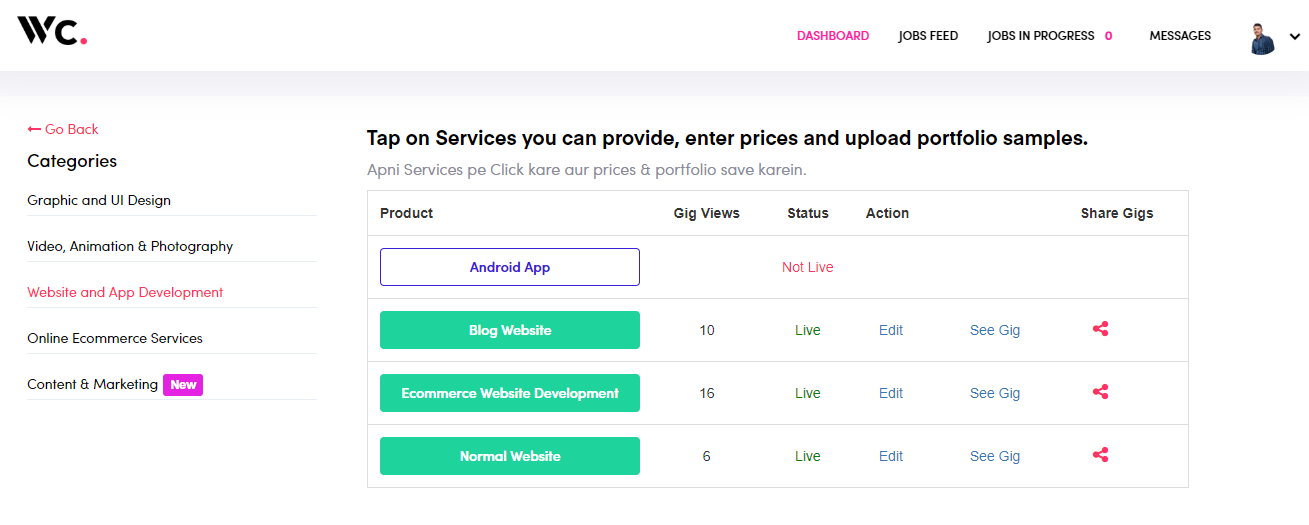 WC.
DASHBOARD JOBS FEED JOBS IN PROGRESS 0 MESSAGES
← Go Back
Categories
Graphic and UI Design
Video, Animation & Photography
Website and App Development
Online Ecommerce Services
Content & Marketing New
Tap on Services you can provide, enter prices and upload portfolio samples.
Apni Services pe Click kare aur prices & portfolio save karein.
Product Gig Views Status Action Share Gigs
Android App Not Live
Blog Website 10 Live Edit See Gig
Ecommerce Website Development 16 Live Edit See Gig
Normal Website 6 Live Edit See Gig